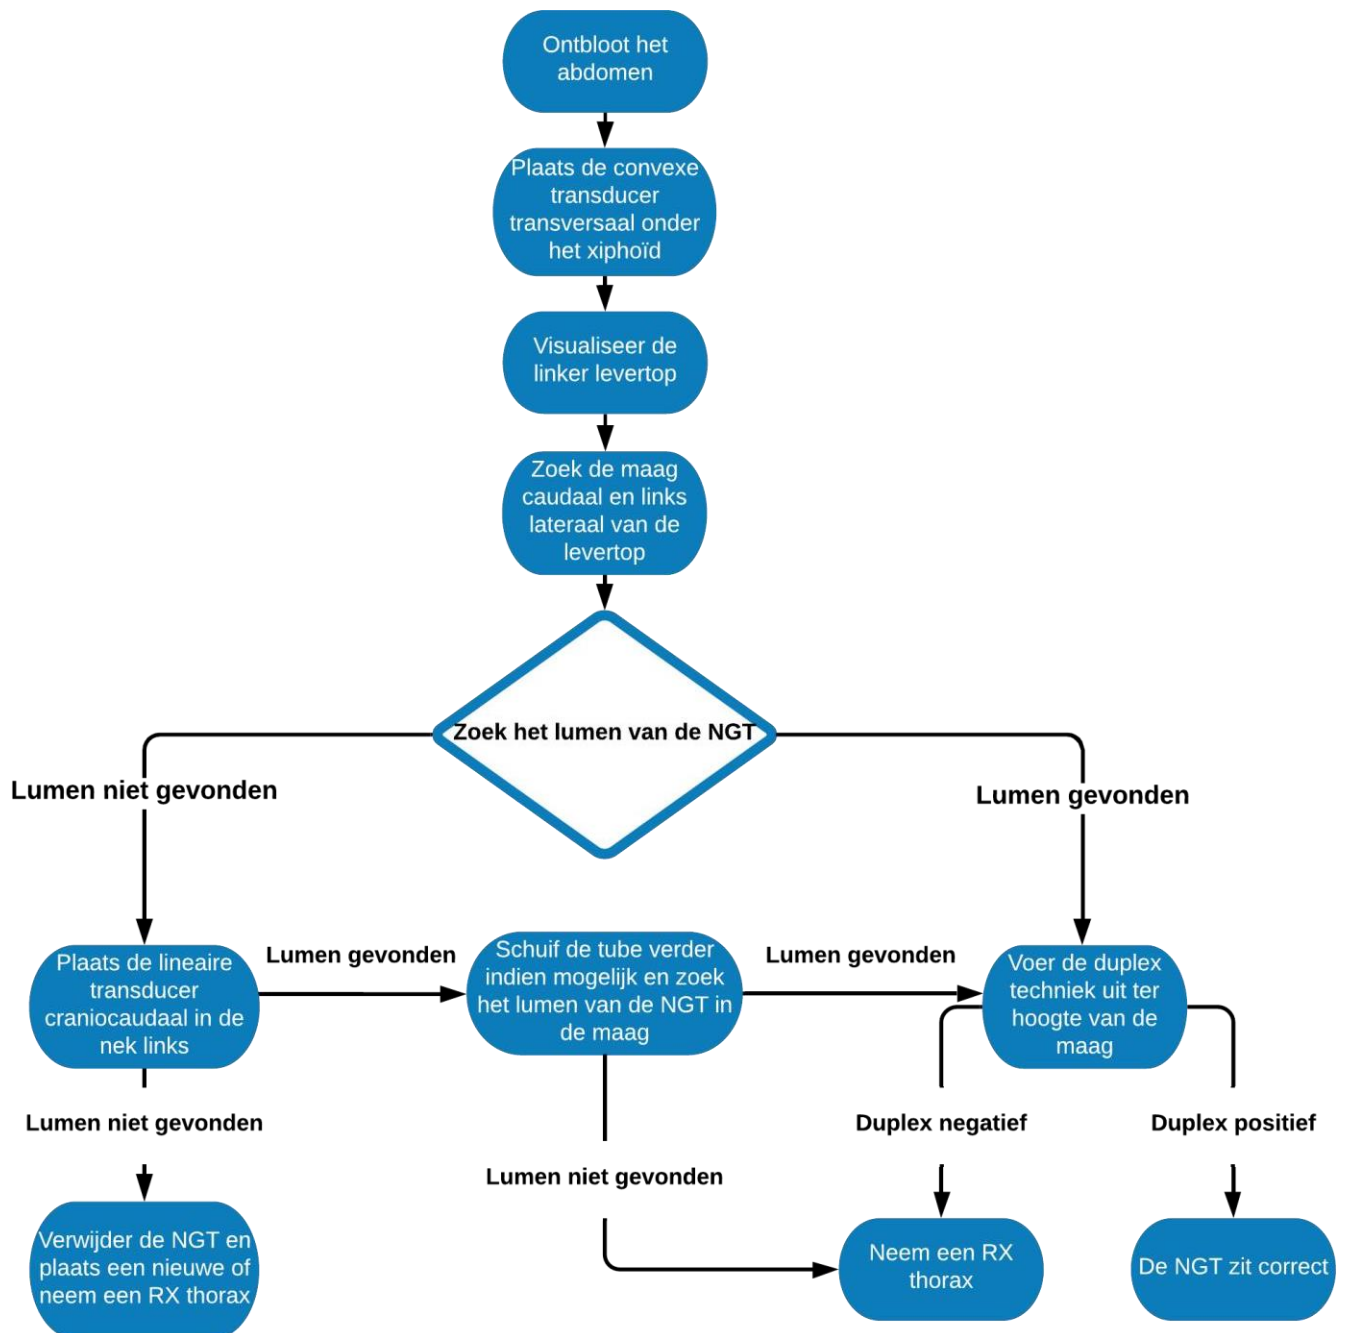 Ontbloot het
abdomen
Plaats de convexe
transducer
transversaal onder
het xiphoïd
Visualiseer de
linker levertop
Zoek de maag
caudaal en links
lateraal van de
levertop
Zoek het lumen van de NGT
Lumen niet gevonden
Lumen gevonden
Plaats de lineaire
transducer
craniocaudaal in de
nek links
Lumen gevonden
Schuif de tube verder
indien mogelijk en zoek
het lumen van de NGT in
de maag
Lumen gevonden
Voer de duplex
techniek uit ter
hoogte van de
maag
Lumen niet gevonden
Lumen niet gevonden
Duplex negatief
Duplex positief
Verwijder de NGT en
plaats een nieuwe of
neem een RX thorax
Neem een RX
thorax
De NGT zit correct